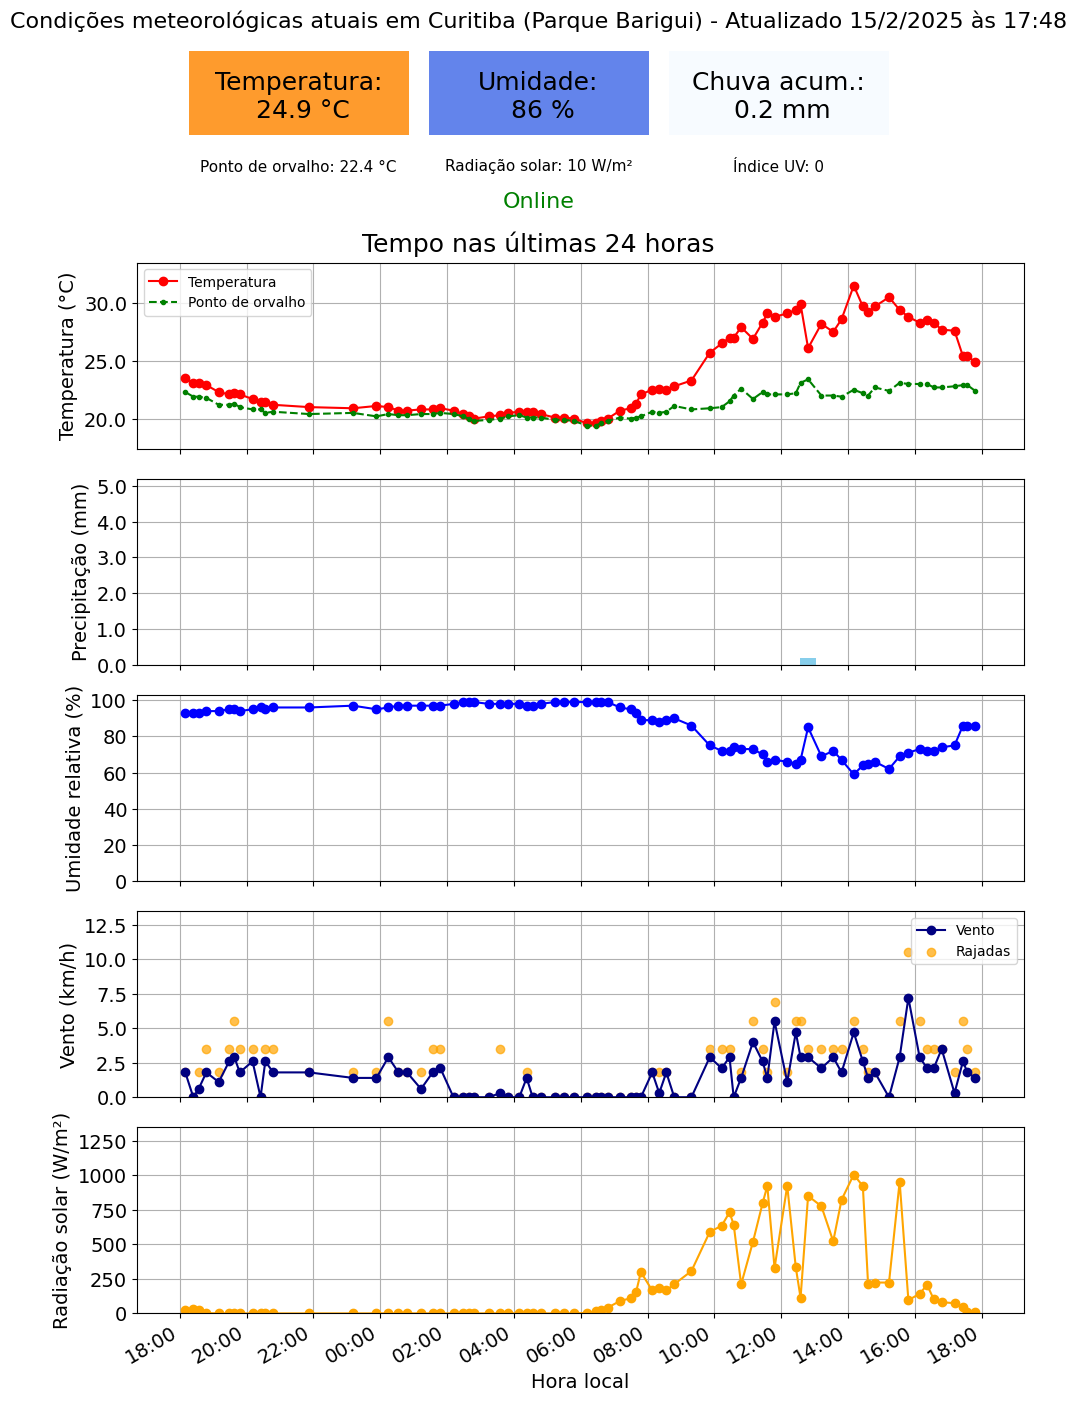 Condições meteorológicas atuais em Curitiba (Parque Barigui) - Atualizado 15/2/2025 às 17:48
Temperatura:
24.9 °C
Umidade:
86 %
Chuva acum.:
0.2 mm
Ponto de orvalho: 22.4 °C
Radiação solar: 10 W/m²
Índice UV: 0
Online
Tempo nas últimas 24 horas
Temperatura (°C)
30.0
25.0
20.0
Temperatura
Ponto de orvalho
Precipitação (mm)
5.0
4.0
3.0
2.0
1.0
0.0
Umidade relativa (%)
100
80
60
40
20
0
Vento (km/h)
12.5
10.0
7.5
5.0
2.5
0.0
Vento
Rajadas
Radiação solar (W/m²)
1250
1000
750
500
250
0
18:00
20:00
22:00
00:00
02:00
04:00
06:00
08:00
10:00
12:00
14:00
16:00
18:00
Hora local